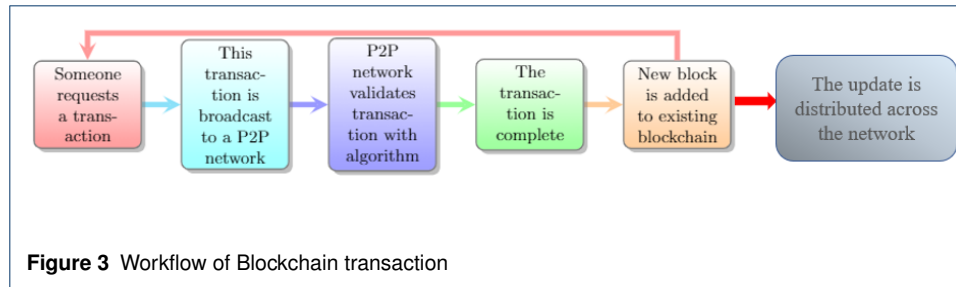 Someone
requests
a trans-
action
This
transac-
tion is
broadcast
to a P2P
network
P2P
network
validates
transac-
tion with
algorithm
The
transac-
tion is
complete
New block
is added
to existing
blockchain
The update is
distributed across
the network
Figure 3 Workflow of Blockchain transaction